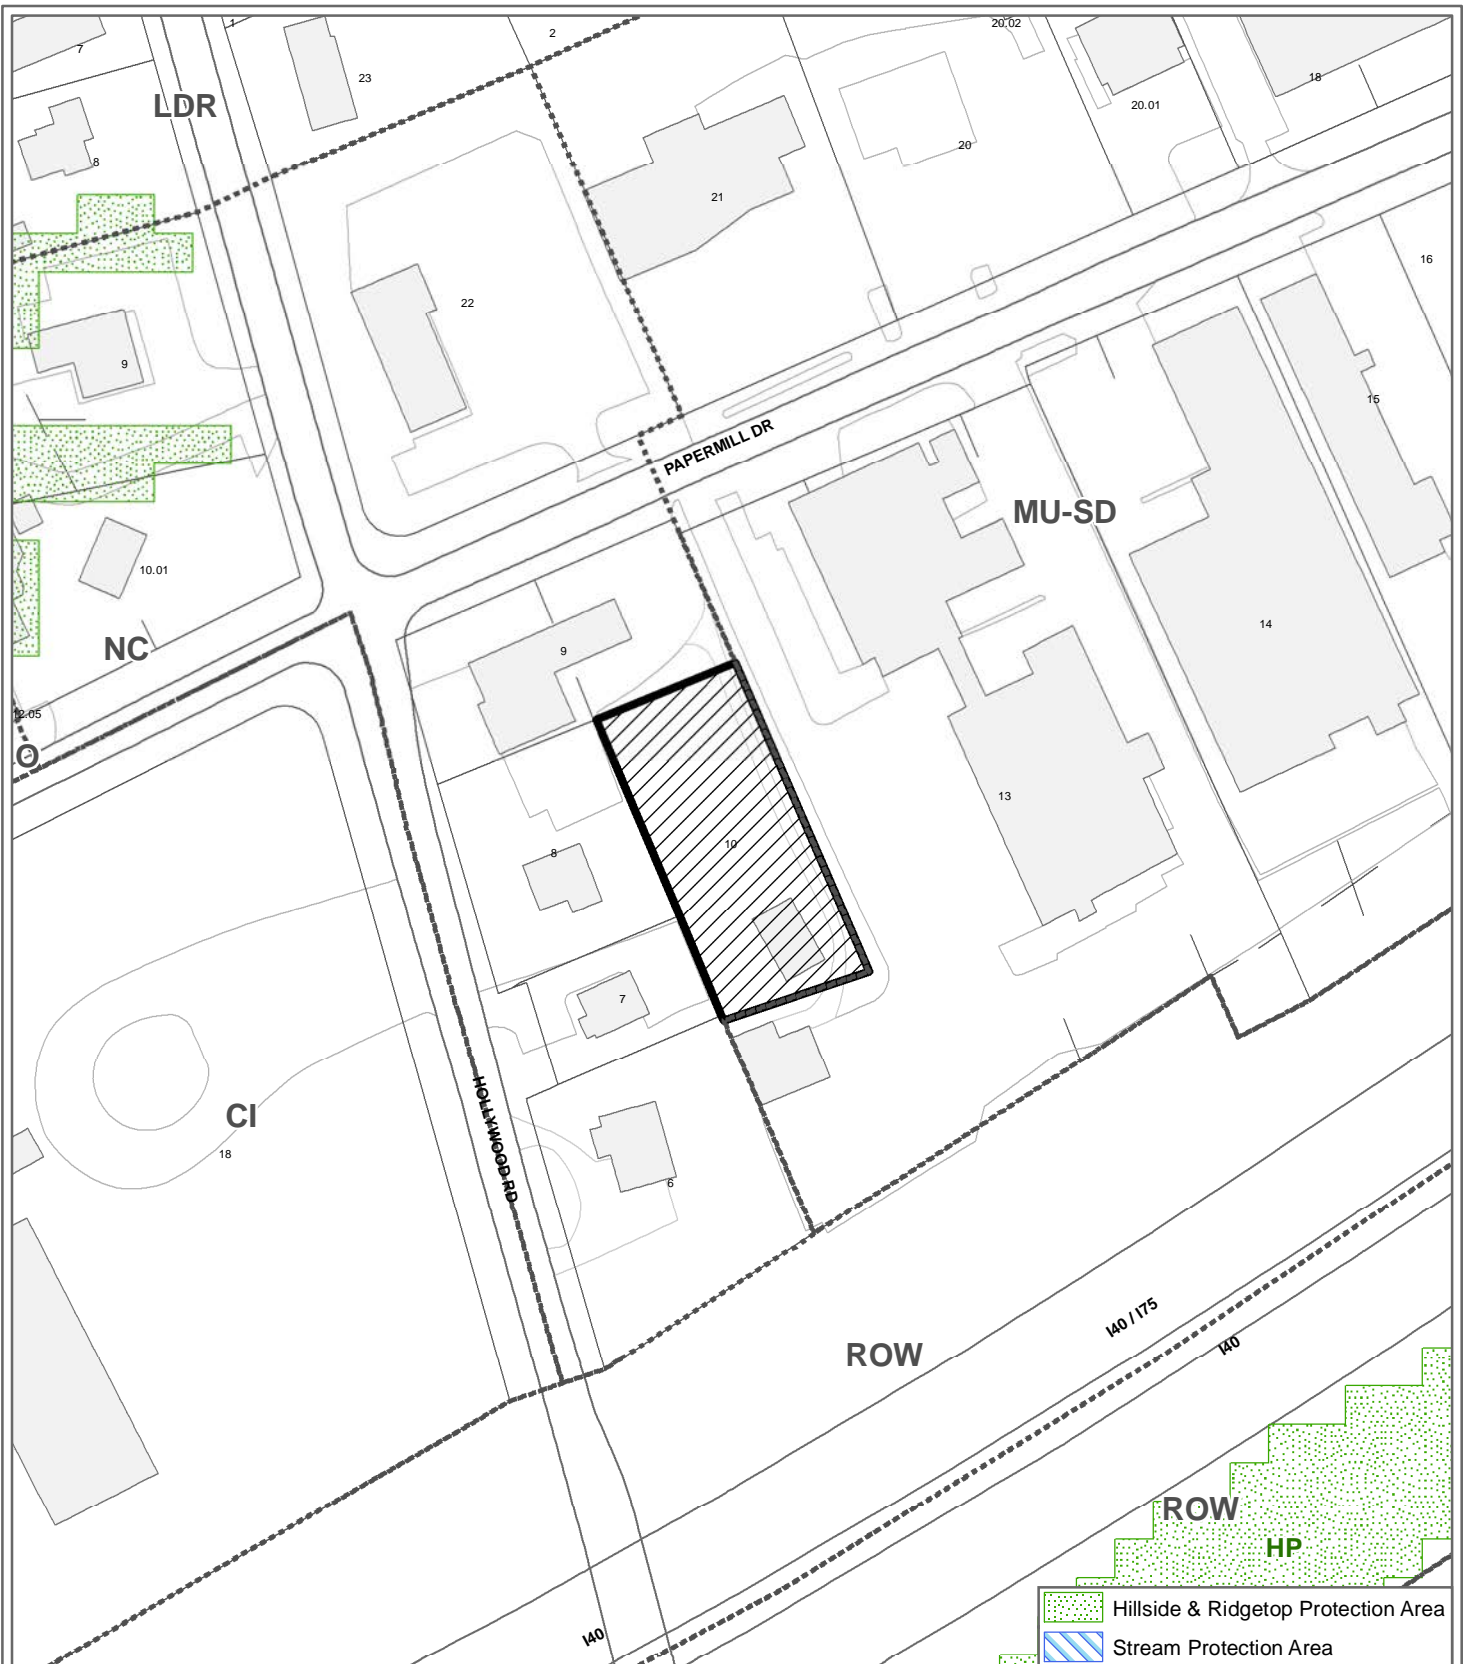 1
2
20.02
7
23
18
LDR
20.01
8
20
21
16
22
9
15
PAPERMILL DR
MU-SD
10.01
14
NC
9
12.05
O
13
10
8
7
HOLLYWOOD RD
CI
18
6
I40 / I75
I40
ROW
ROW
HP
Hillside & Ridgetop Protection Area
I40
Stream Protection Area